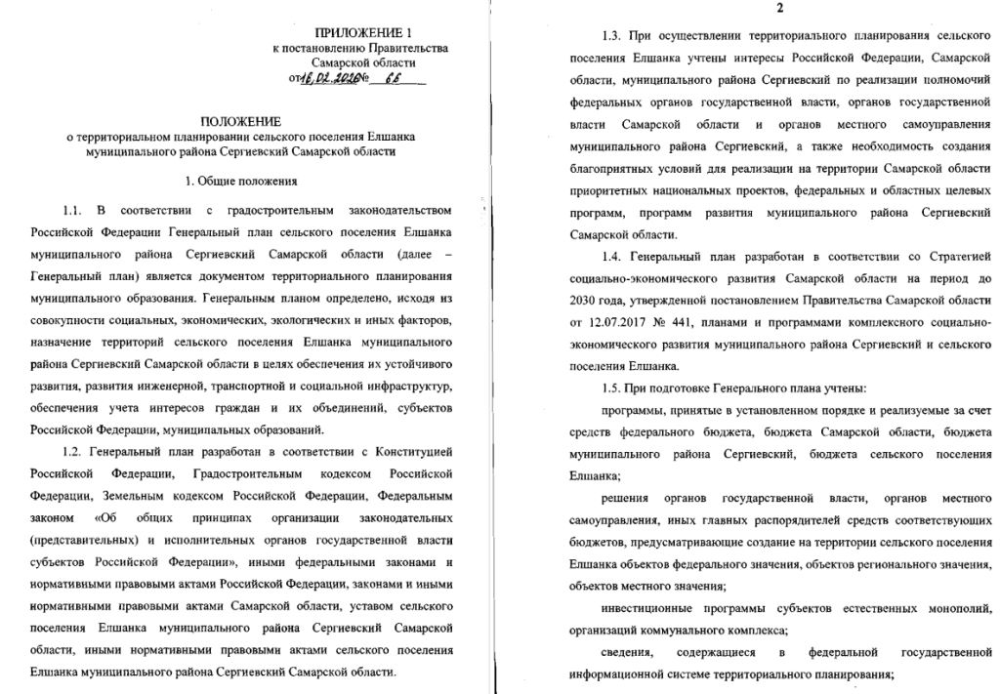 ПРИЛОЖЕНИЕ 1
к постановлению Правительства
Самарской области
от 16.02.2026 № 66
ПОЛОЖЕНИЕ
о территориальном планировании сельского поселения Елшанка
муниципального района Сергиевский Самарской области
1. Общие положения
1.1. В соответствии с градостроительным законодательством
Российской Федерации Генеральный план сельского поселения Елшанка
муниципального района Сергиевский Самарской области (далее –
Генеральный план) является документом территориального планирования
муниципального образования. Генеральным планом определено, исходя из
совокупности социальных, экономических, экологических и иных факторов,
назначение территорий сельского поселения Елшанка муниципального
района Сергиевский Самарской области в целях обеспечения их устойчивого
развития, развития инженерной, транспортной и социальной инфраструктур,
обеспечения учета интересов граждан и их объединений, субъектов
Российской Федерации, муниципальных образований.
1.2. Генеральный план разработан в соответствии с Конституцией
Российской Федерации, Градостроительным кодексом Российской
Федерации, Земельным кодексом Российской Федерации, Федеральным
законом «Об общих принципах организации законодательных
(представительных) и исполнительных органов государственной власти
субъектов Российской Федерации», иными федеральными законами и
нормативными правовыми актами Российской Федерации, законами и иными
нормативными правовыми актами Самарской области, уставом сельского
поселения Елшанка муниципального района Сергиевский Самарской
области, иными нормативными правовыми актами сельского поселения
Елшанка муниципального района Сергиевский Самарской области.
2
1.3. При осуществлении территориального планирования сельского
поселения Елшанка учтены интересы Российской Федерации, Самарской
области, муниципального района Сергиевский по реализации полномочий
федеральных органов государственной власти, органов государственной
власти Самарской области и органов местного самоуправления
муниципального района Сергиевский, а также необходимость создания
благоприятных условий для реализации на территории Самарской области
приоритетных национальных проектов, федеральных и областных целевых
программ, программ развития муниципального района Сергиевский
Самарской области.
1.4. Генеральный план разработан в соответствии со Стратегией
социально-экономического развития Самарской области на период до
2030 года, утвержденной постановлением Правительства Самарской области
от 12.07.2017 № 441, планами и программами комплексного социально-
экономического развития муниципального района Сергиевский и сельского
поселения Елшанка.
1.5. При подготовке Генерального плана учтены:
программы, принятые в установленном порядке и реализуемые за счет
средств федерального бюджета, бюджета Самарской области, бюджета
муниципального района Сергиевский, бюджета сельского поселения
Елшанка;
решения органов государственной власти, органов местного
самоуправления, иных главных распорядителей средств соответствующих
бюджетов, предусматривающие создание на территории сельского поселения
Елшанка объектов федерального значения, объектов регионального значения,
объектов местного значения;
инвестиционные программы субъектов естественных монополий,
организаций коммунального комплекса;
сведения, содержащиеся в федеральной государственной
информационной системе территориального планирования;